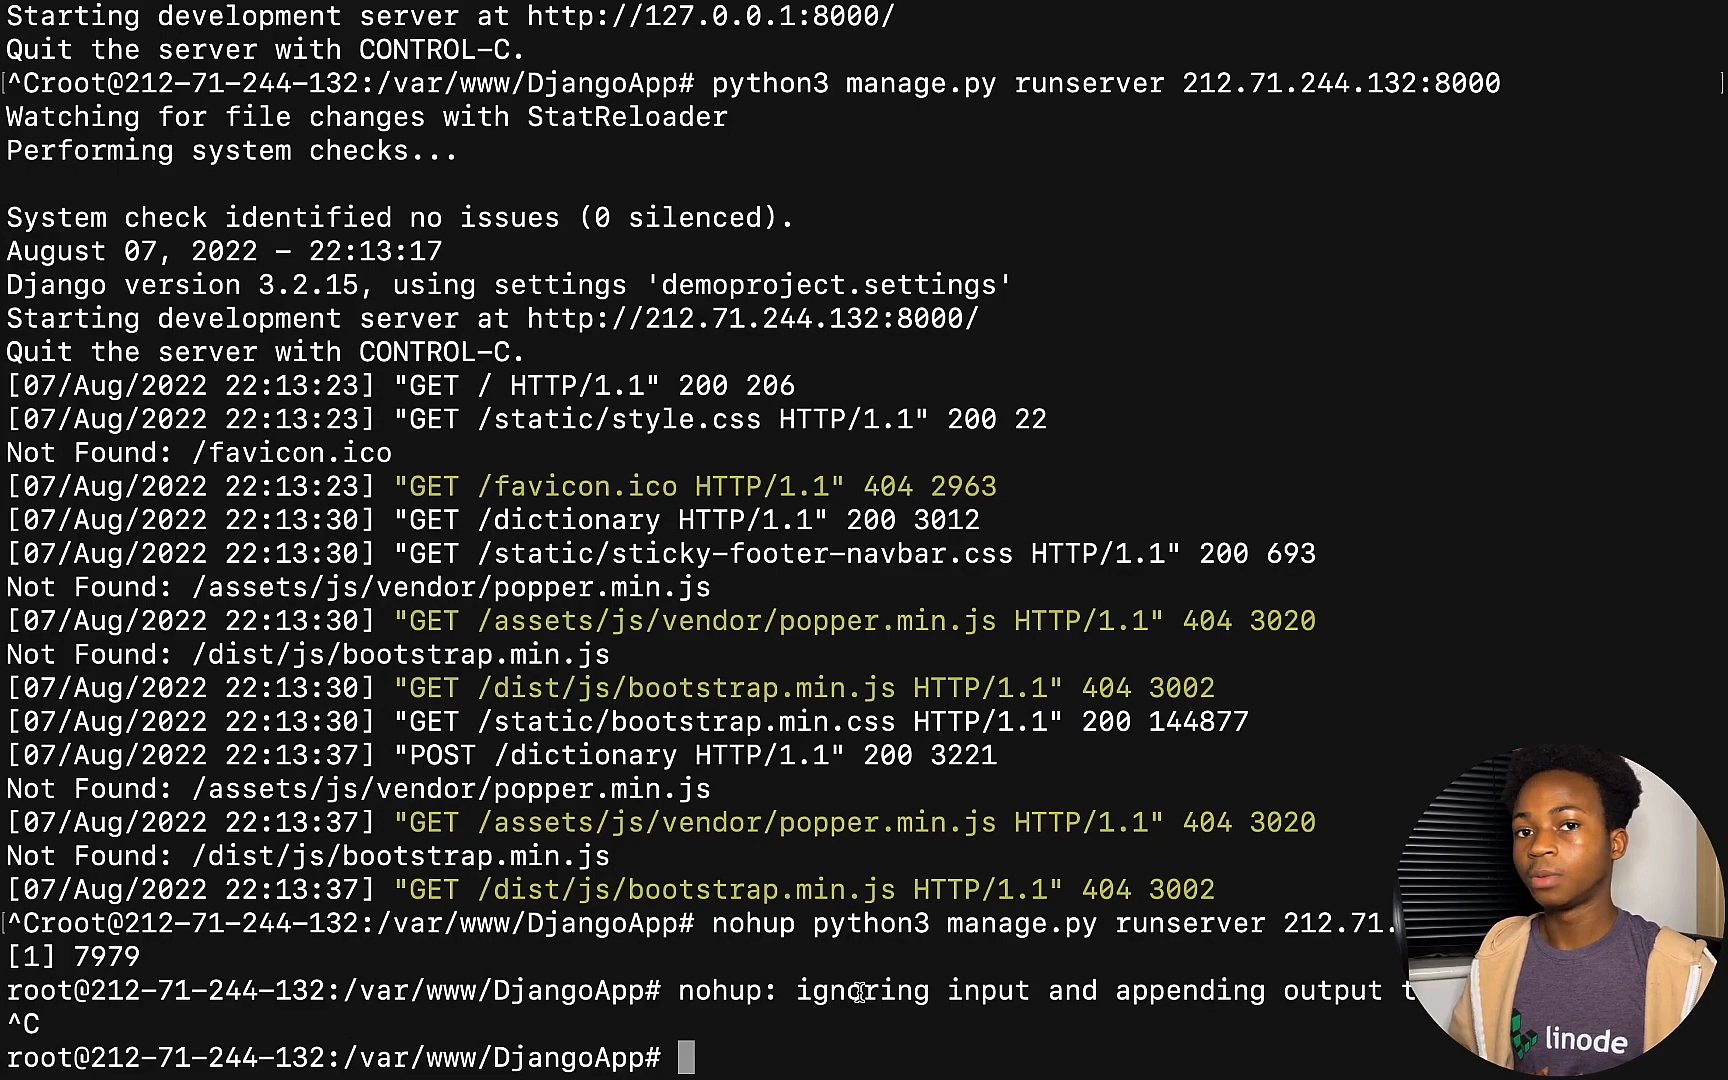 Starting development server at http://127.0.0.1:8000/
Quit the server with CONTROL-C.
^Croot@212-71-244-132:/var/www/DjangoApp# python3 manage.py runserver 212.71.244.132:8000
Watching for file changes with StatReloader
Performing system checks...
System check identified no issues (0 silenced).
August 07, 2022 - 22:13:17
Django version 3.2.15, using settings 'demoproject.settings'
Starting development server at http://212.71.244.132:8000/
Quit the server with CONTROL-C.
[07/Aug/2022 22:13:23] "GET / HTTP/1.1" 200 206
[07/Aug/2022 22:13:23] "GET /static/style.css HTTP/1.1" 200 22
Not Found: /favicon.ico
[07/Aug/2022 22:13:23] "GET /favicon.ico HTTP/1.1" 404 2963
[07/Aug/2022 22:13:30] "GET /dictionary HTTP/1.1" 200 3012
[07/Aug/2022 22:13:30] "GET /static/sticky-footer-navbar.css HTTP/1.1" 200 693
Not Found: /assets/js/vendor/popper.min.js
[07/Aug/2022 22:13:30] "GET /assets/js/vendor/popper.min.js HTTP/1.1" 404 3020
Not Found: /dist/js/bootstrap.min.js
[07/Aug/2022 22:13:30] "GET /dist/js/bootstrap.min.js HTTP/1.1" 404 3002
[07/Aug/2022 22:13:30] "GET /static/bootstrap.min.css HTTP/1.1" 200 144877
[07/Aug/2022 22:13:37] "POST /dictionary HTTP/1.1" 200 3221
Not Found: /assets/js/vendor/popper.min.js
[07/Aug/2022 22:13:37] "GET /assets/js/vendor/popper.min.js HTTP/1.1" 404 3020
Not Found: /dist/js/bootstrap.min.js
[07/Aug/2022 22:13:37] "GET /dist/js/bootstrap.min.js HTTP/1.1" 404 3002
^Croot@212-71-244-132:/var/www/DjangoApp# nohup python3 manage.py runserver 212.71.
[1] 7979
root@212-71-244-132:/var/www/DjangoApp# nohup: ignoring input and appending output t
^C
root@212-71-244-132:/var/www/DjangoApp#
linode